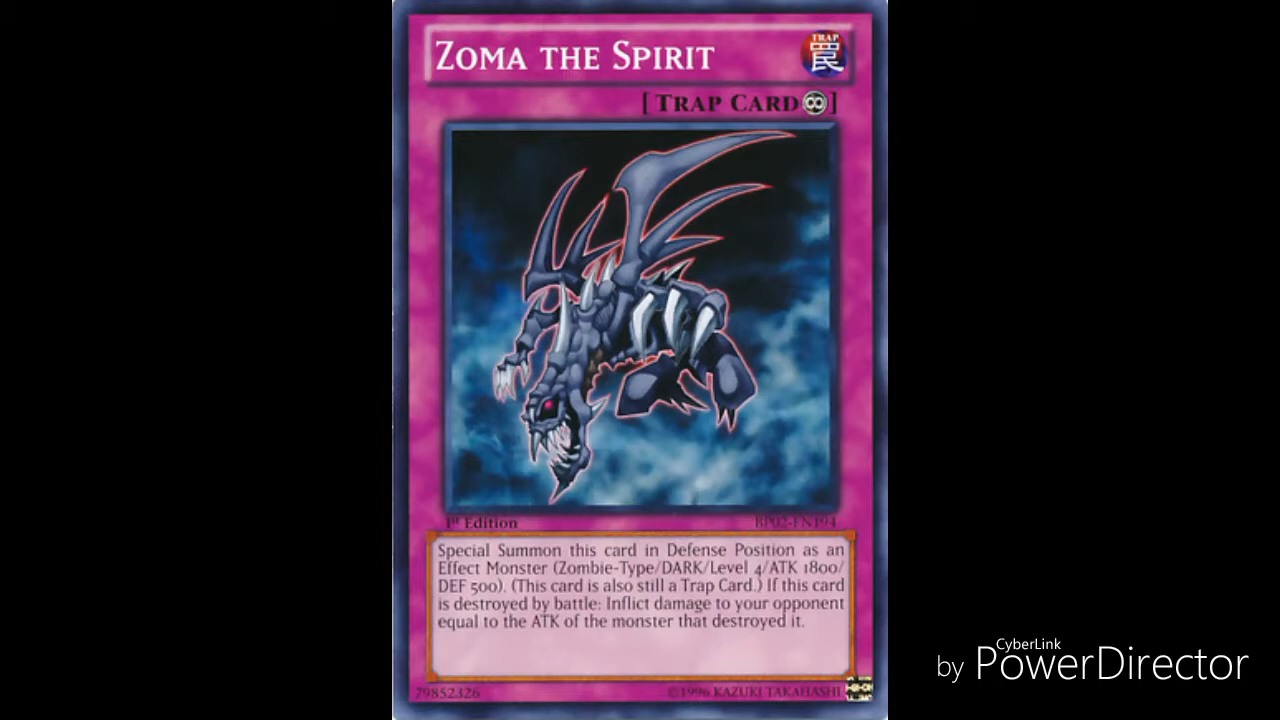 Zoma the Spirit
TRAP
罠
[Trap Card]
1st Edition
BP02-EN194
Special Summon this card in Defense Position as an
Effect Monster (Zombie-Type/DARK/Level 4/ATK 1800/
DEF 500). (This card is also still a Trap Card.) If this card
is destroyed by battle: Inflict damage to your opponent
equal to the ATK of the monster that destroyed it.
79852326
©1996 KAZUKI TAKAHASHI
CyberLink
by PowerDirector